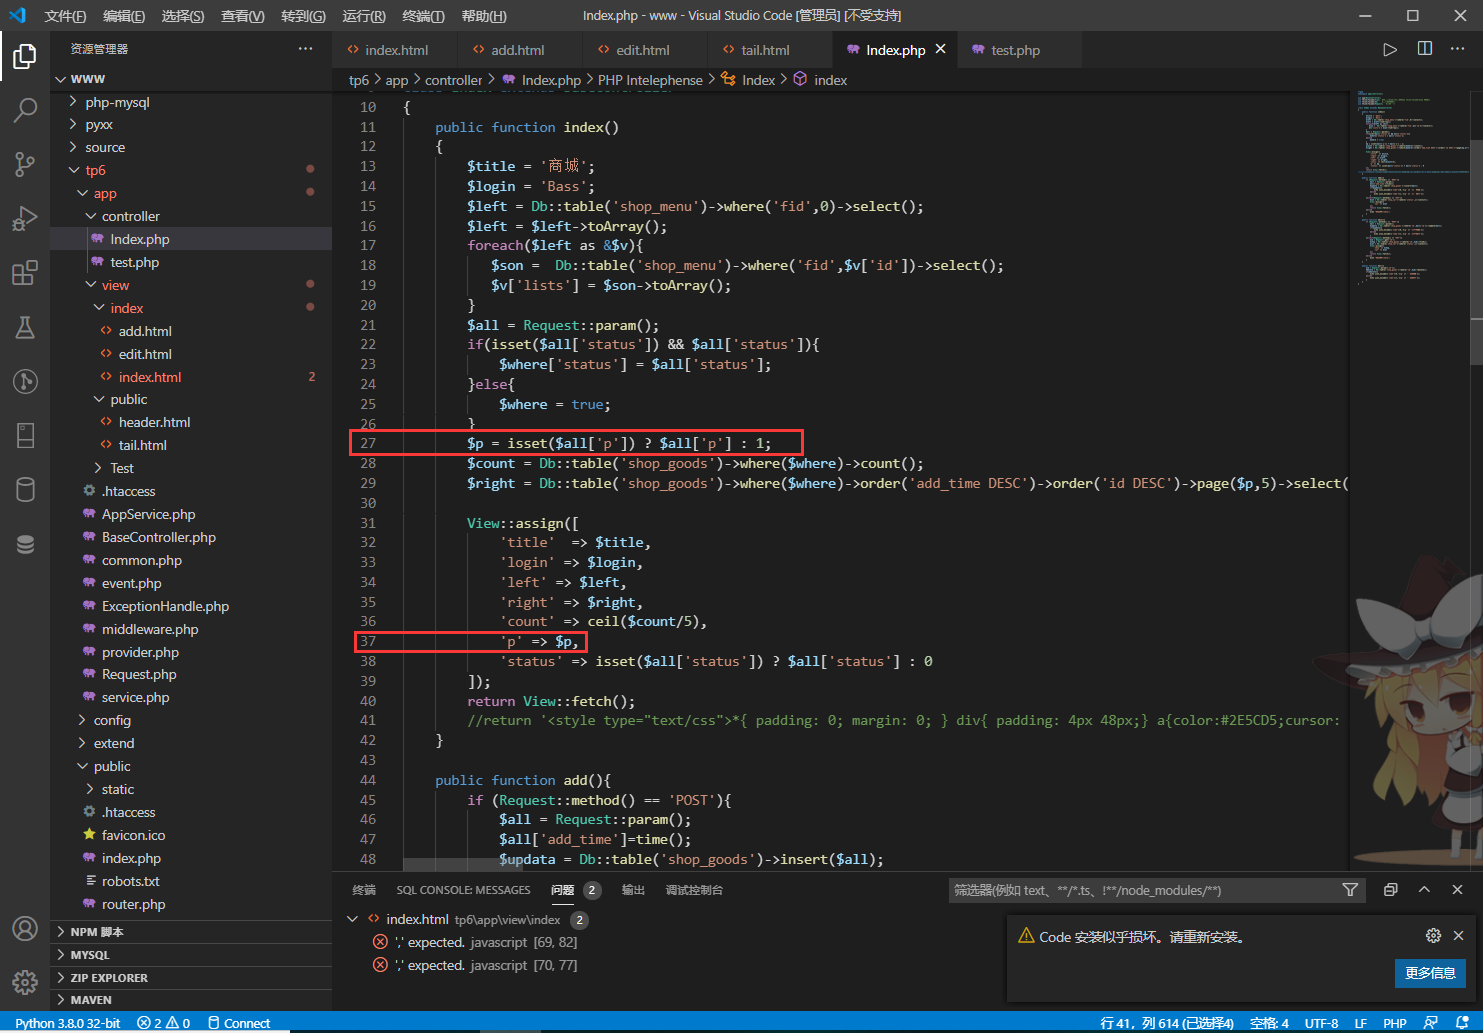 文件(F) 编辑(E) 选择(S) 查看(V) 转到(G) 运行(R) 终端(T) 帮助(H) Index.php - www - Visual Studio Code [管理员] [不受支持]
资源管理器 ···
index.html add.html edit.html tail.html Index.php test.php
WWW
tp6 > app > controller > Index.php > PHP Intelephense > Index > index
php-mysql
pyxx
source
tp6
app
controller
Index.php
test.php
view
index
add.html
edit.html
index.html 2
public
header.html
tail.html
Test
.htaccess
AppService.php
BaseController.php
common.php
event.php
ExceptionHandle.php
middleware.php
provider.php
Request.php
service.php
config
extend
public
static
.htaccess
favicon.ico
index.php
robots.txt
router.php
NPM 脚本
MYSQL
ZIP EXPLORER
MAVEN
10 {
11 public function index()
12 {
13 $title = '商城';
14 $login = 'Bass';
15 $left = Db::table('shop_menu')->where('fid',0)->select();
16 $left = $left->toArray();
17 foreach($left as &$v){
18 $son =  Db::table('shop_menu')->where('fid',$v['id'])->select();
19 $v['lists'] = $son->toArray();
20 }
21 $all = Request::param();
22 if(isset($all['status']) && $all['status']){
23 $where['status'] = $all['status'];
24 }else{
25 $where = true;
26 }
27 $p = isset($all['p']) ? $all['p'] : 1;
28 $count = Db::table('shop_goods')->where($where)->count();
29 $right = Db::table('shop_goods')->where($where)->order('add_time DESC')->order('id DESC')->page($p,5)->select(
30
31 View::assign([
32 'title'  => $title,
33 'login' => $login,
34 'left' => $left,
35 'right' => $right,
36 'count' => ceil($count/5),
37 'p' => $p,
38 'status' => isset($all['status']) ? $all['status'] : 0
39 ]);
40 return View::fetch();
41 //return '<style type="text/css">*{ padding: 0; margin: 0; } div{ padding: 4px 48px;} a{color:#2E5CD5;cursor:
42 }
43
44 public function add(){
45 if (Request::method() == 'POST'){
46 $all = Request::param();
47 $all['add_time']=time();
48 $updata = Db::table('shop_goods')->insert($all);
终端 SQL CONSOLE: MESSAGES 问题 2 输出 调试控制台 筛选器(例如 text、**/*.ts、!**/node_modules/**)
index.html tp6\app\view\index 2
',' expected. javascript [69, 82]
',' expected. javascript [70, 77]
Code 安装似乎损坏。请重新安装。
更多信息
Python 3.8.0 32-bit 2 0 Connect 行 41，列 614 (已选择4) 空格: 4 UTF-8 LF PHP